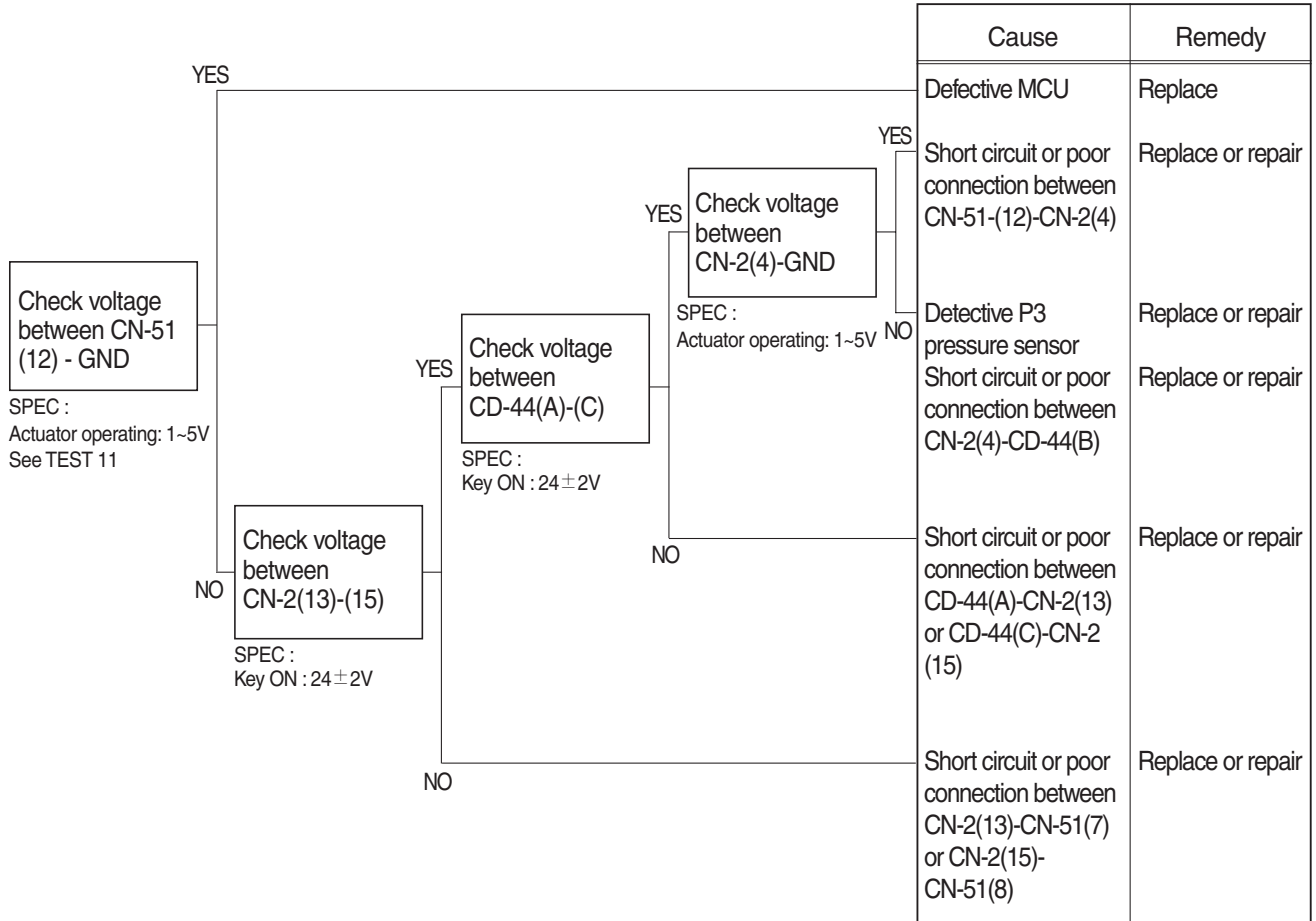 Cause
Remedy
YES
Defective MCU
Replace
YES
Short circuit or poor
connection between
CN-51-(12)-CN-2(4)
Replace or repair
YES
Check voltage
between
CN-2(4)-GND
SPEC :
Actuator operating: 1~5V
NO
Detective P3
pressure sensor
Replace or repair
Short circuit or poor
connection between
CN-2(4)-CD-44(B)
Replace or repair
Check voltage
between CN-51
(12) - GND
SPEC :
Actuator operating: 1~5V
See TEST 11
YES
Check voltage
between
CD-44(A)-(C)
SPEC :
Key ON : 24±2V
NO
Short circuit or poor
connection between
CD-44(A)-CN-2(13)
or CD-44(C)-CN-2
(15)
Replace or repair
NO
Check voltage
between
CN-2(13)-(15)
SPEC :
Key ON : 24±2V
NO
Short circuit or poor
connection between
CN-2(13)-CN-51(7)
or CN-2(15)-
CN-51(8)
Replace or repair